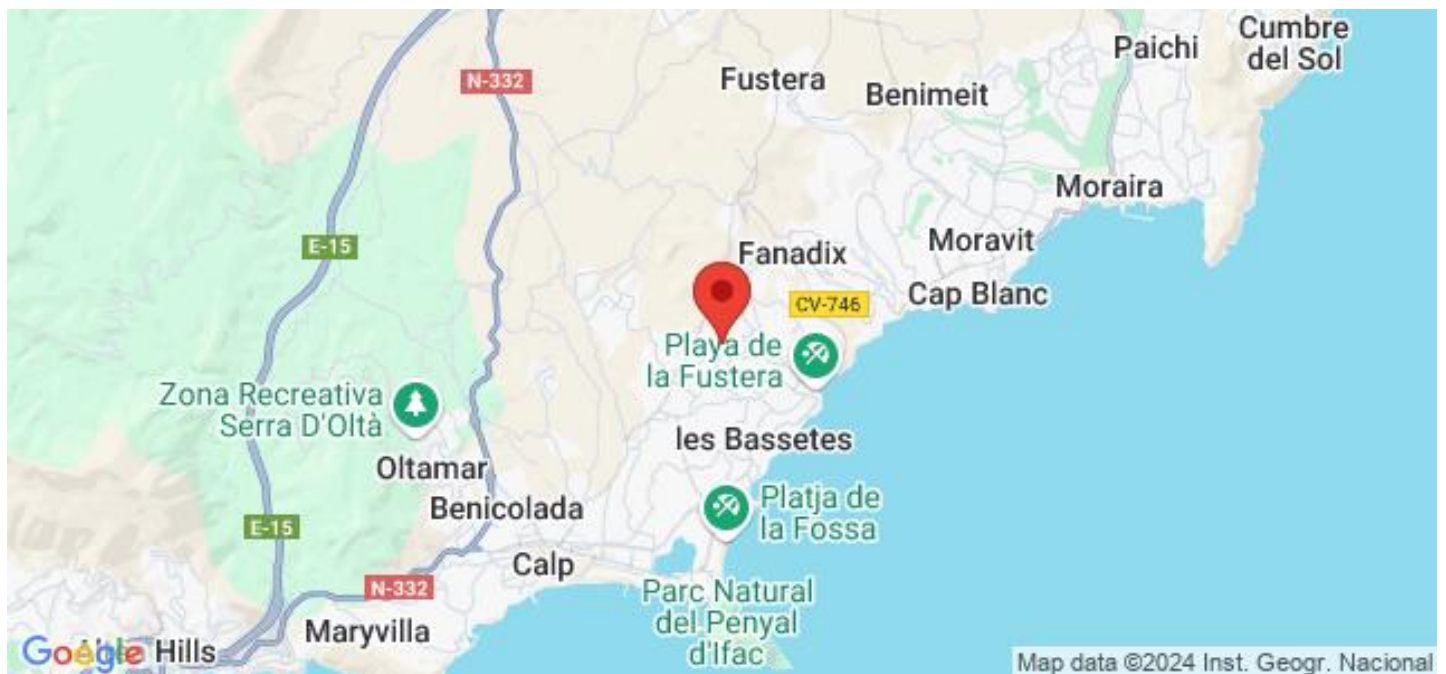 Cumbre
del Sol
Paichi
N-332
Fustera
Benimeit
Moraira
E-15
Fanadix
Moravit
CV-746
Cap Blanc
Playa de
la Fustera
Zona Recreativa
Serra D'Oltà
les Bassetes
Oltamar
Benicolada
Platja de
la Fossa
E-15
Calp
N-332
Parc Natural
del Penyal
d'Ifac
Maryvilla
Hills
Google
Map data ©2024 Inst. Geogr. Nacional